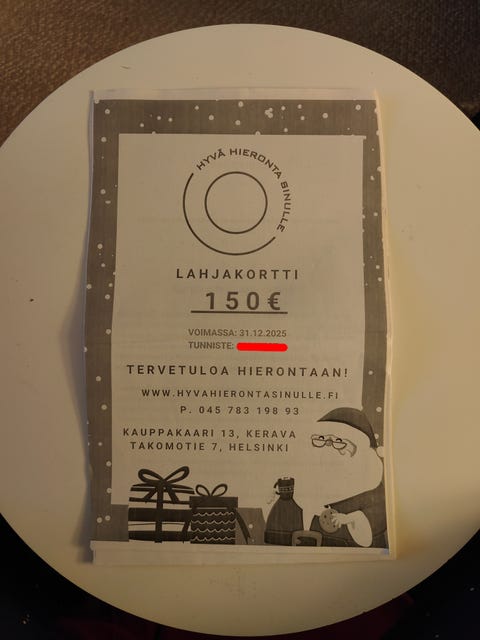 HYVÄ HIERONTA SINULLE
LAHJAKORTTI
150€
VOIMASSA: 31.12.2025
TUNNISTE:
TERVETULOA HIERONTAAN!
WWW.HYVAHIERONTASINULLE.FI
P. 045 783 198 93
KAUPPAKAARI 13, KERAVA
TAKOMOTIE 7, HELSINKI